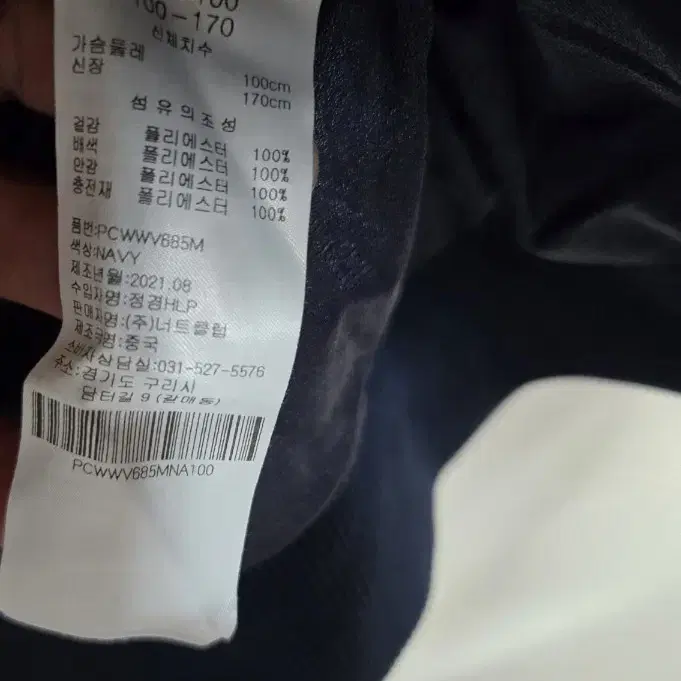 100-170
신체치수
가슴둘레 100cm
신장 170cm
섬유의조성
겉감 폴리에스터 100%
배색 폴리에스터 100%
안감 폴리에스터 100%
충전재 폴리에스터 100%
품번:PCWWV685M
색상:NAVY
제조년월:2021.08
수입자명:정경HLP
판매자명:(주)너트클럽
제조국명:중국
소비자상담실:031-527-5576
주소:경기도 구리시
담터길 9 (갈매동)
PCWWV685MNA100